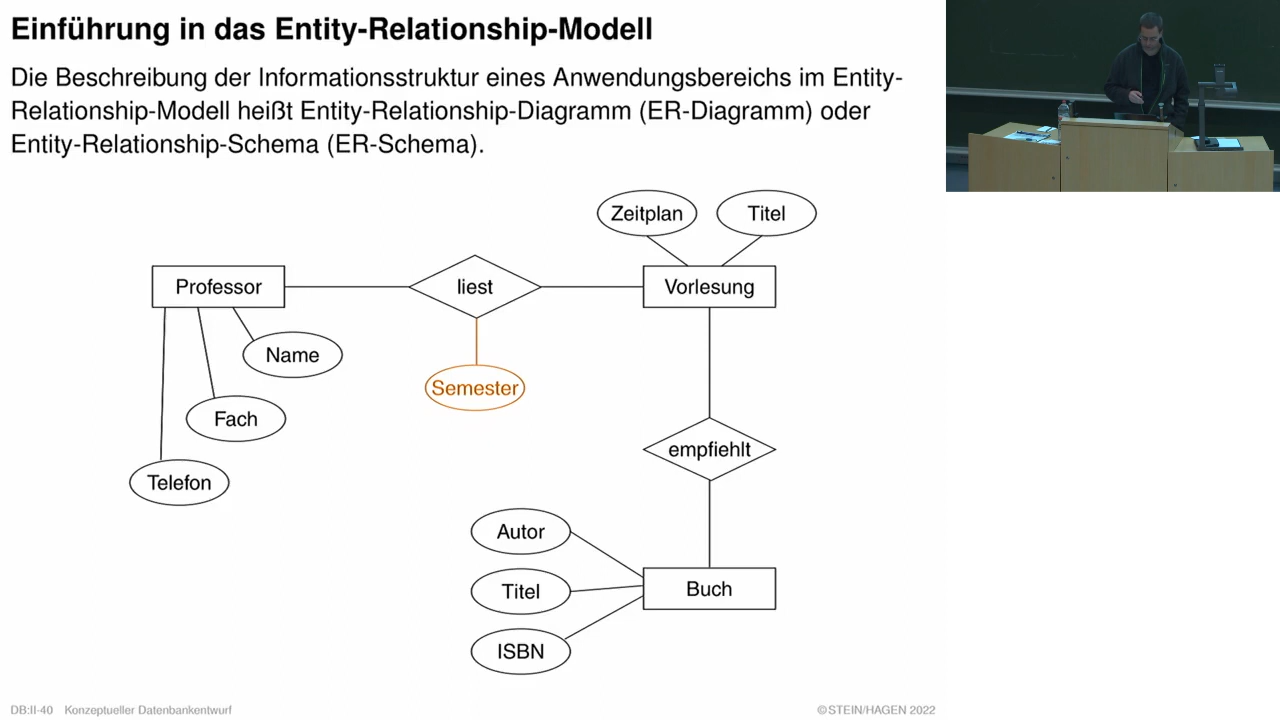 Einführung in das Entity-Relationship-Modell
Die Beschreibung der Informationsstruktur eines Anwendungsbereichs im Entity-
Relationship-Modell heißt Entity-Relationship-Diagramm (ER-Diagramm) oder
Entity-Relationship-Schema (ER-Schema).
Zeitplan
Titel
Professor
liest
Vorlesung
Name
Semester
Fach
empfiehlt
Telefon
Autor
Titel
Buch
ISBN
DB:II-40 Konzeptueller Datenbankentwurf
©STEIN/HAGEN 2022